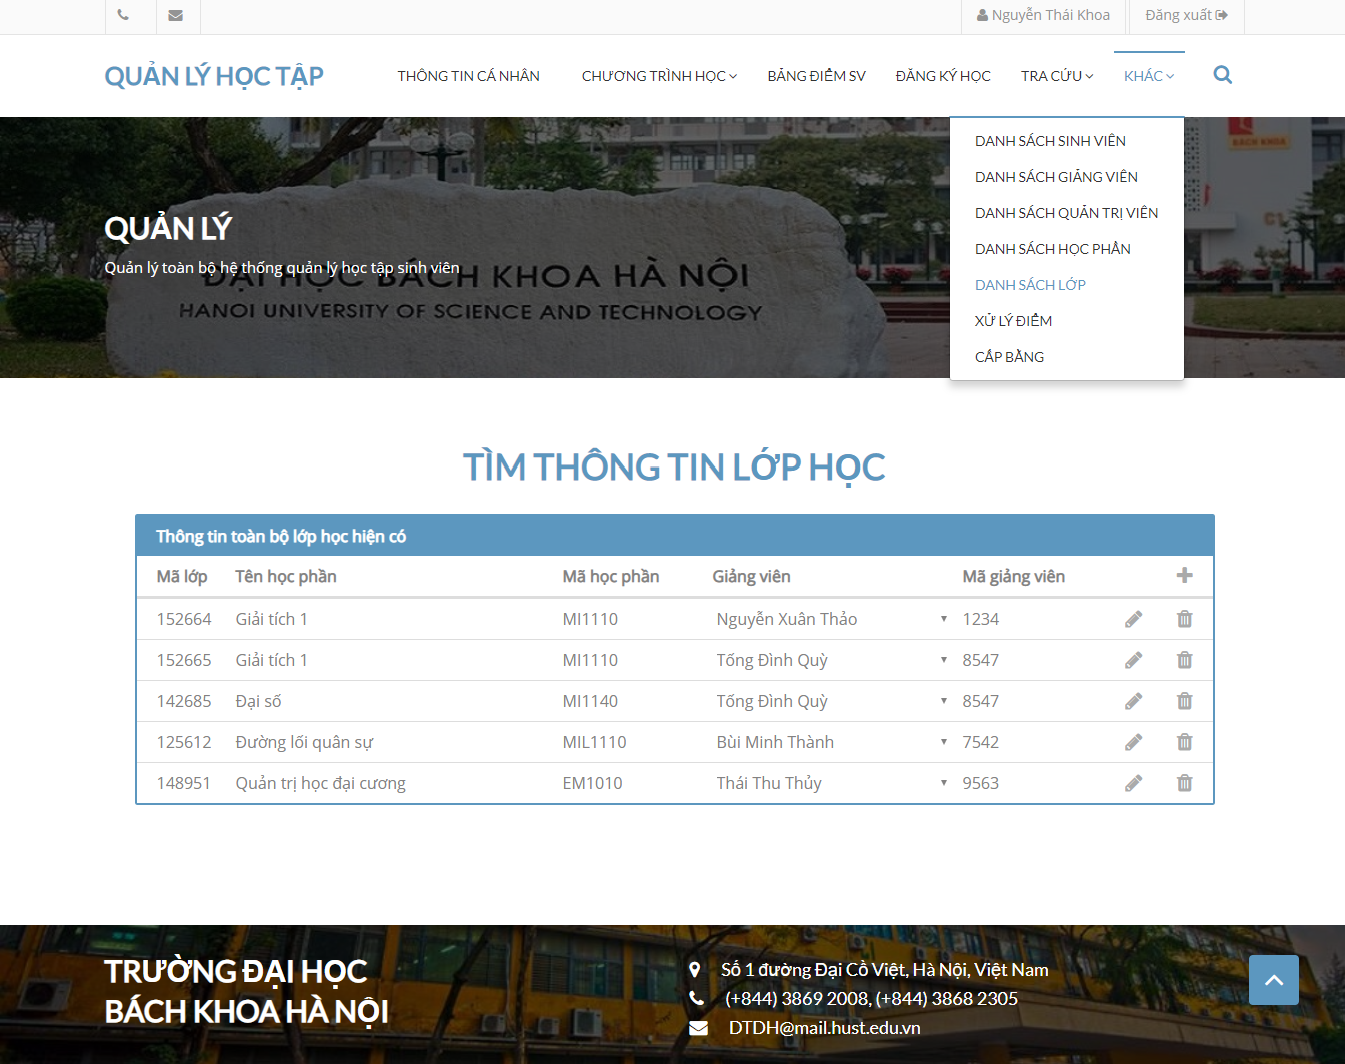 Nguyễn Thái Khoa
Đăng xuất
QUẢN LÝ HỌC TẬP
THÔNG TIN CÁ NHÂN
CHƯƠNG TRÌNH HỌC
BẢNG ĐIỂM SV
ĐĂNG KÝ HỌC
TRA CỨU
KHÁC
DANH SÁCH SINH VIÊN
DANH SÁCH GIẢNG VIÊN
DANH SÁCH QUẢN TRỊ VIÊN
DANH SÁCH HỌC PHẦN
DANH SÁCH LỚP
XỬ LÝ ĐIỂM
CẤP BẰNG
BÁCH KHOA
C1
QUẢN LÝ
Quản lý toàn bộ hệ thống quản lý học tập sinh viên
ĐẠI HỌC BÁCH KHOA HÀ NỘI
HANOI UNIVERSITY OF SCIENCE AND TECHNOLOGY
TÌM THÔNG TIN LỚP HỌC
Thông tin toàn bộ lớp học hiện có
Mã lớp Tên học phần Mã học phần Giảng viên Mã giảng viên
152664 Giải tích 1 MI1110 Nguyễn Xuân Thảo 1234
152665 Giải tích 1 MI1110 Tống Đình Quỳ 8547
142685 Đại số MI1140 Tống Đình Quỳ 8547
125612 Đường lối quân sự MIL1110 Bùi Minh Thành 7542
148951 Quản trị học đại cương EM1010 Thái Thu Thủy 9563
TRƯỜNG ĐẠI HỌC
BÁCH KHOA HÀ NỘI
Số 1 đường Đại Cồ Việt, Hà Nội, Việt Nam
(+844) 3869 2008, (+844) 3868 2305
DTDH@mail.hust.edu.vn